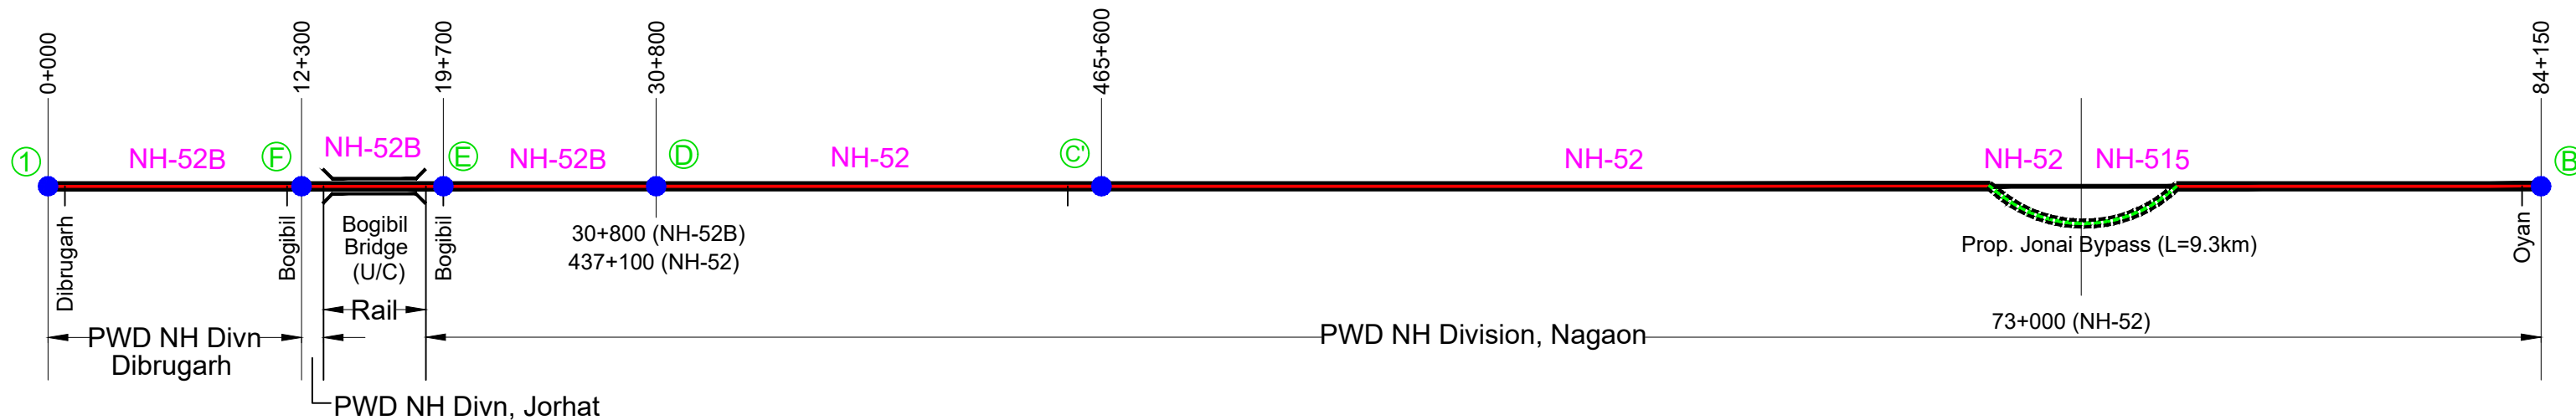 0+000
12+300
19+700
30+800
465+600
84+150
1
NH-52B
F
NH-52B
E
NH-52B
D
NH-52
C'
NH-52
NH-52
NH-515
B
Dibrugarh
Bogibil
Bogibil
Bridge
(U/C)
Bogibil
30+800 (NH-52B)
437+100 (NH-52)
Prop. Jonai Bypass (L=9.3km)
Oyan
Rail
73+000 (NH-52)
PWD NH Divn
Dibrugarh
PWD NH Division, Nagaon
PWD NH Divn, Jorhat